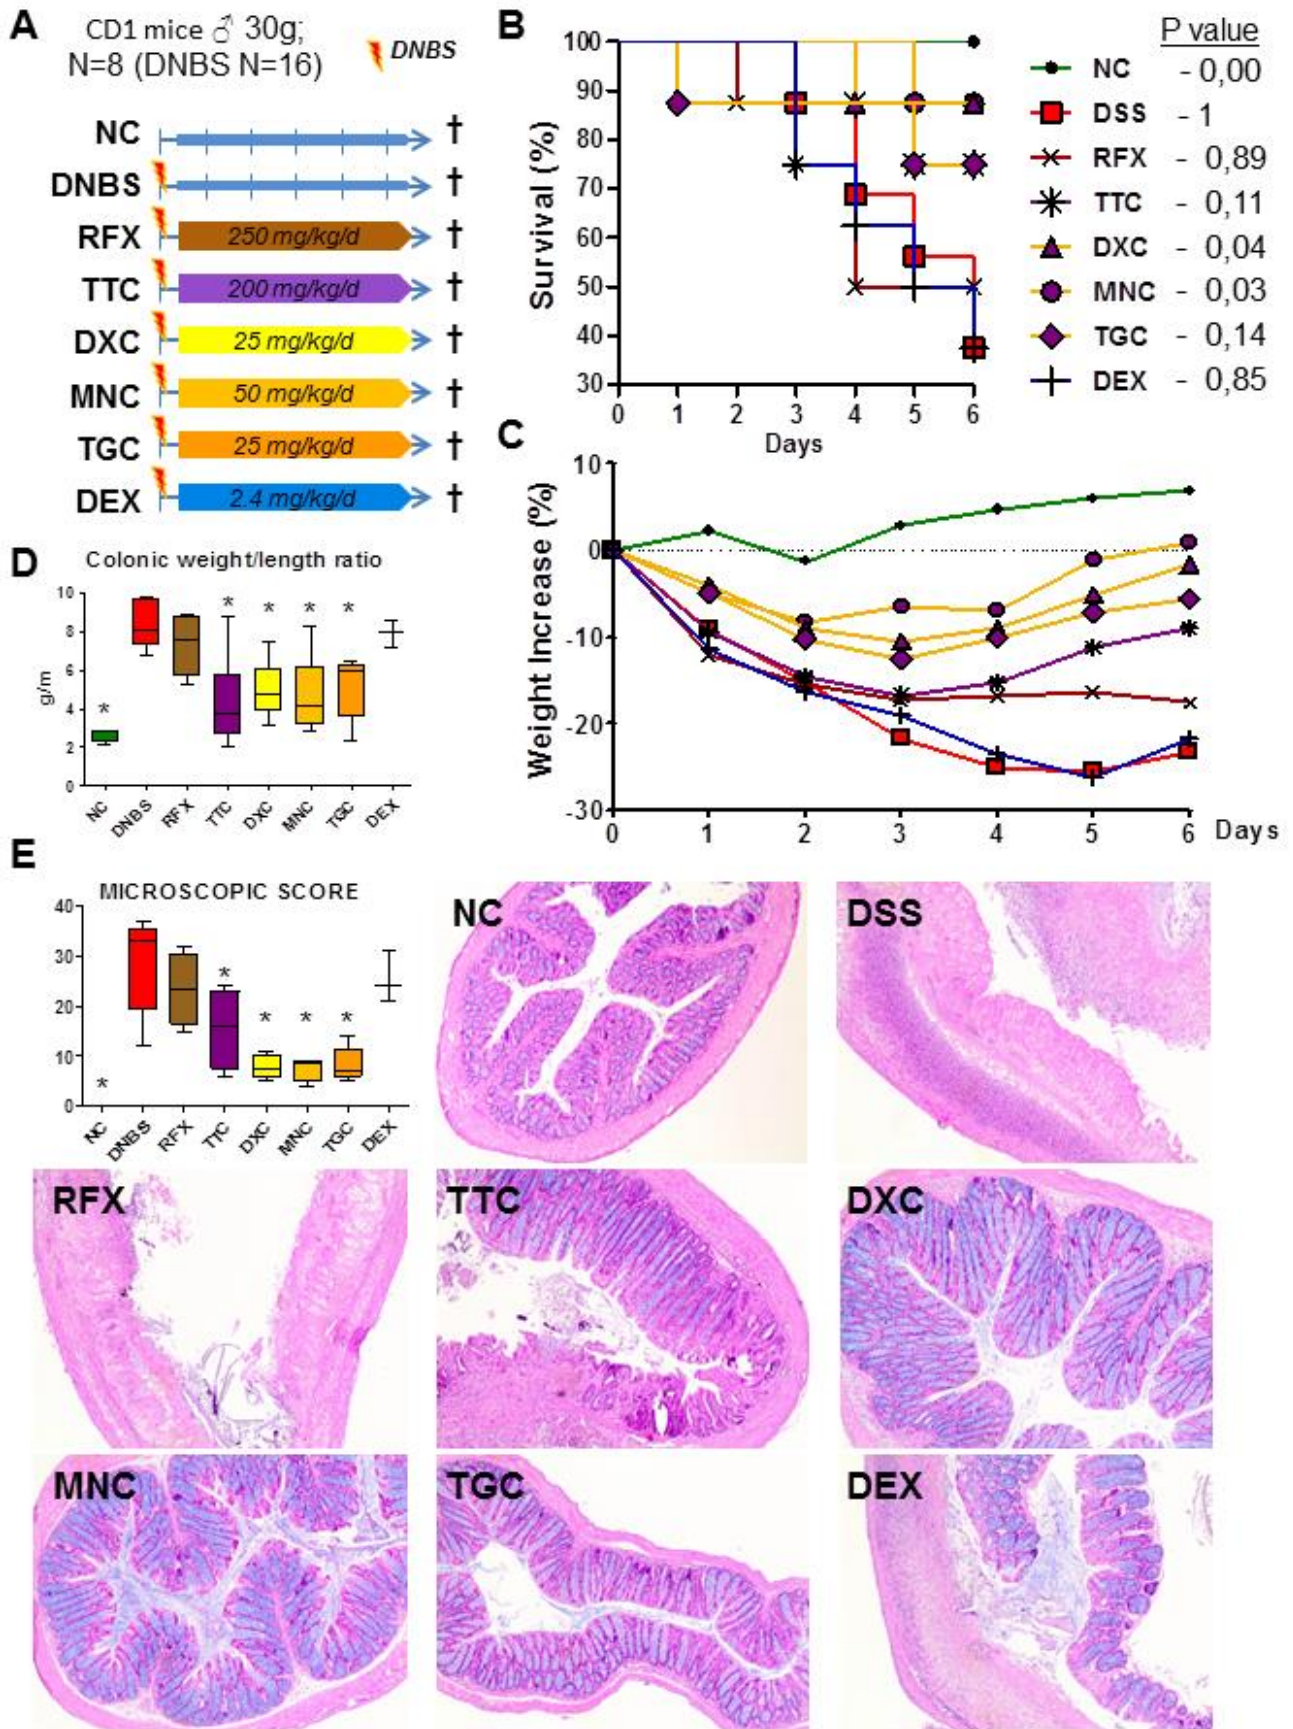 A
CD1 mice ♂ 30g;
N=8 (DNBS N=16)
DNBS
NC †
DNBS †
RFX 250 mg/kg/d †
TTC 200 mg/kg/d †
DXC 25 mg/kg/d †
MNC 50 mg/kg/d †
TGC 25 mg/kg/d †
DEX 2.4 mg/kg/d †
B
Survival (%)
100
90
80
70
60
50
40
30
0 1 2 3 4 5 6
Days
P value
NC - 0,00
DSS - 1
RFX - 0,89
TTC - 0,11
DXC - 0,04
MNC - 0,03
TGC - 0,14
DEX - 0,85
C
Weight Increase (%)
10
0
-10
-20
-30
0 1 2 3 4 5 6 Days
D
Colonic weight/length ratio
g/m
10
8
6
4
2
0
* * * * *
NC DNBS RFX TTC DXC MNC TGC DEX
E
MICROSCOPIC SCORE
40
30
20
10
0
* * * * *
NC DNBS RFX TTC DXC MNC TGC DEX
NC
DSS
RFX
TTC
DXC
MNC
TGC
DEX